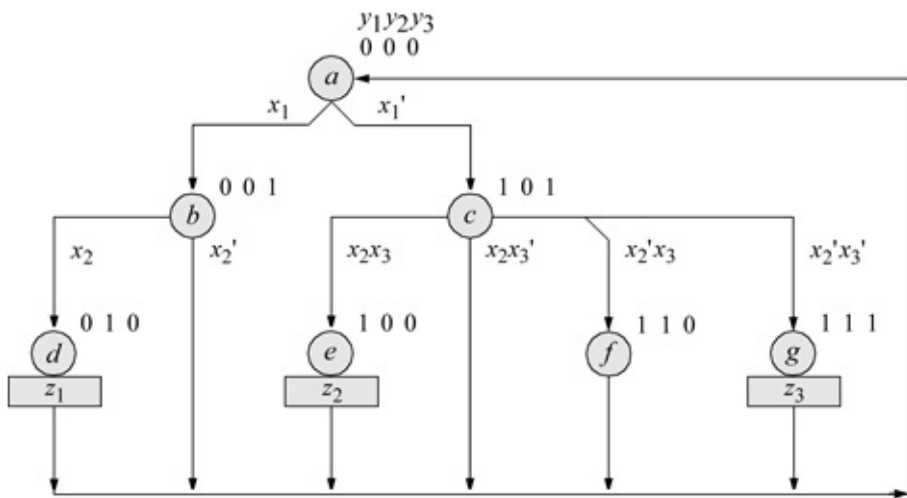 y₁y₂y₃
0 0 0
a
x₁ x₁'
0 0 1 1 0 1
b c
x₂ x₂' x₂x₃ x₂x₃' x₂'x₃ x₂'x₃'
0 1 0 1 0 0 1 1 0 1 1 1
d e f g
z₁ z₂ z₃